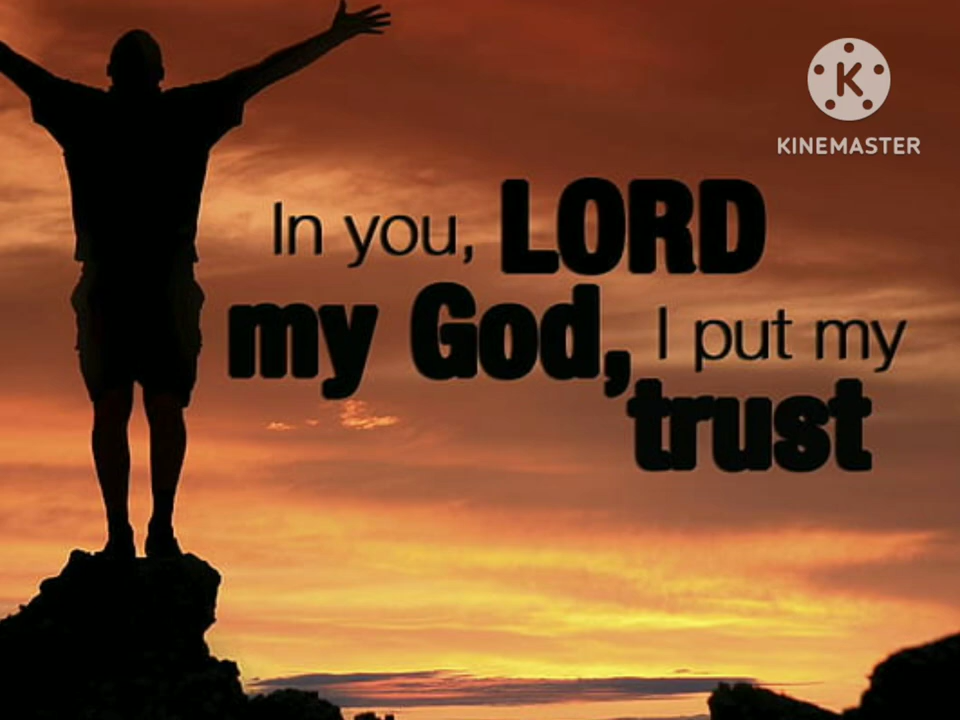 K
KINEMASTER
In you, LORD
my God, I put my
trust